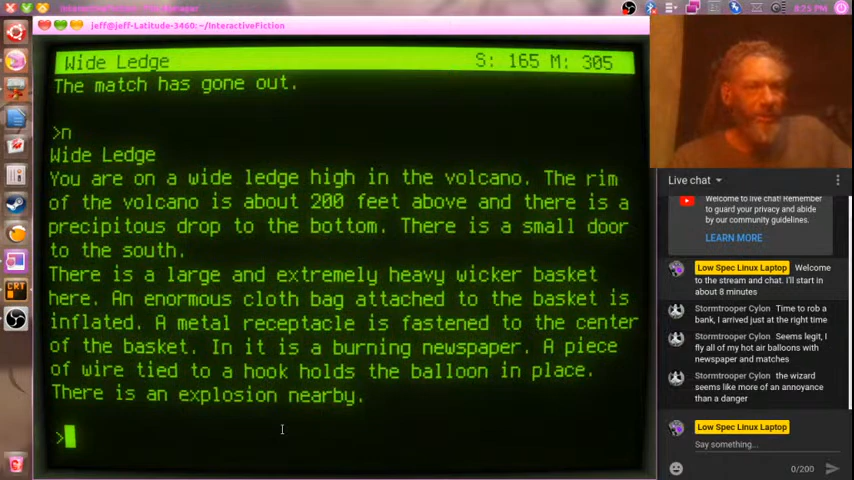 jeff@jeff-Latitude-3460: ~/InteractiveFiction
8:25 PM
Wide Ledge S: 165 M: 305
The match has gone out.
>n
Wide Ledge
You are on a wide ledge high in the volcano. The rim
of the volcano is about 200 feet above and there is a
precipitous drop to the bottom. There is a small door
to the south.
There is a large and extremely heavy wicker basket
here. An enormous cloth bag attached to the basket is
inflated. A metal receptacle is fastened to the center
of the basket. In it is a burning newspaper. A piece
of wire tied to a hook holds the balloon in place.
There is an explosion nearby.
>
CRT
Live chat
Welcome to live chat! Remember
to guard your privacy and abide
by our community guidelines.
LEARN MORE
Low Spec Linux Laptop Welcome
to the stream and chat. I'll start in
about 8 minutes
Stormtrooper Cylon Time to rob a
bank, I arrived just at the right time
Stormtrooper Cylon Seems legit, I
fly all of my hot air balloons with
newspaper and matches
Stormtrooper Cylon the wizard
seems like more of an annoyance
than a danger
Low Spec Linux Laptop
Say something...
0/200